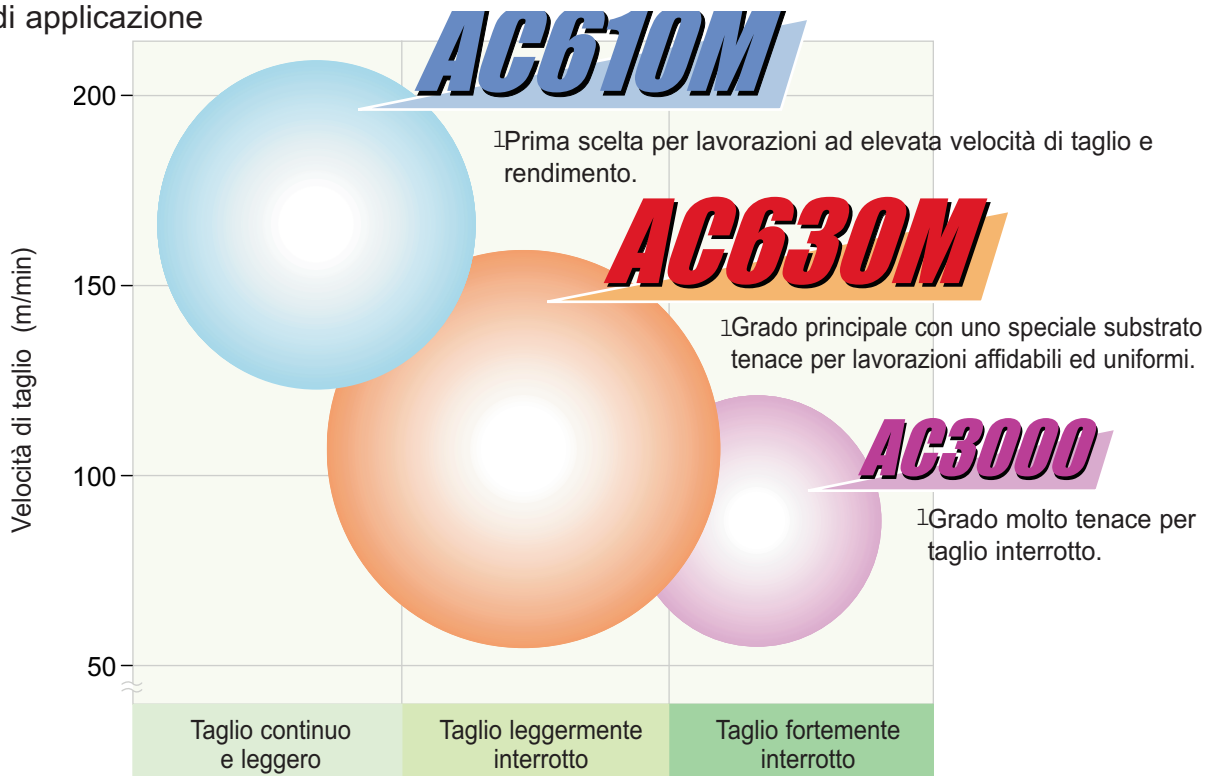 di applicazione
AC610M
200
lPrima scelta per lavorazioni ad elevata velocità di taglio e
rendimento.
AC630M
150
lGrado principale con uno speciale substrato
tenace per lavorazioni affidabili ed uniformi.
Velocità di taglio (m/min)
AC3000
100
lGrado molto tenace per
taglio interrotto.
50
Taglio continuo
e leggero
Taglio leggermente
interrotto
Taglio fortemente
interrotto